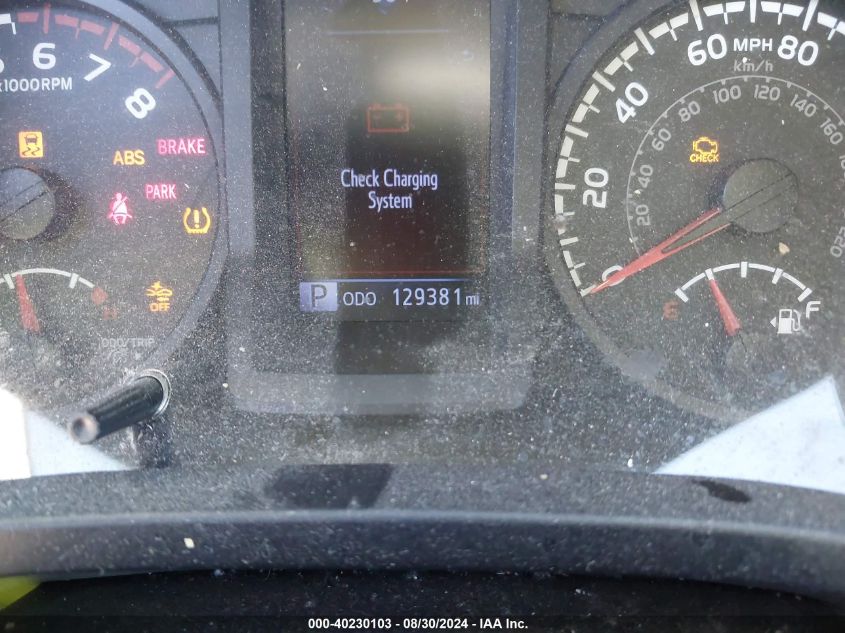 6
7
8
x1000RPM
ABS
BRAKE
PARK
OFF
ODO/TRIP
H
Check Charging
System
P ODO 129381 mi
0
20
40
60 MPH 80
km/h
20
40
60
80
100
120
140
160
220
CHECK
E
F
000-40230103 - 08/30/2024 - IAA Inc.